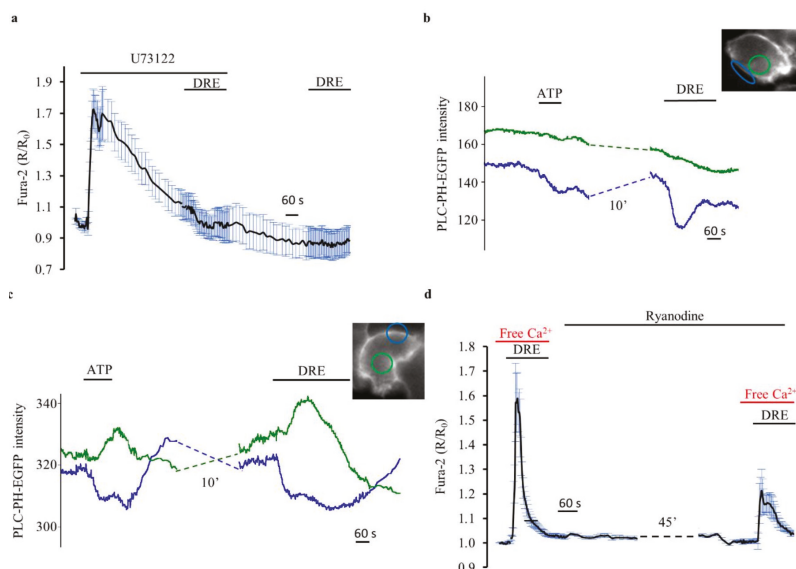 a
U73122
DRE
DRE
1.9
1.7
1.5
1.3
1.1
0.9
0.7
Fura-2 (R/R0)
60 s
b
ATP
DRE
180
160
140
120
PLC-PH-EGFP intensity
10'
60 s
c
ATP
DRE
340
320
300
PLC-PH-EGFP intensity
10'
60 s
d
Ryanodine
Free Ca2+
DRE
Free Ca2+
DRE
1.8
1.7
1.6
1.5
1.4
1.3
1.2
1.1
1.0
0.9
Fura-2 (R/R0)
60 s
45'